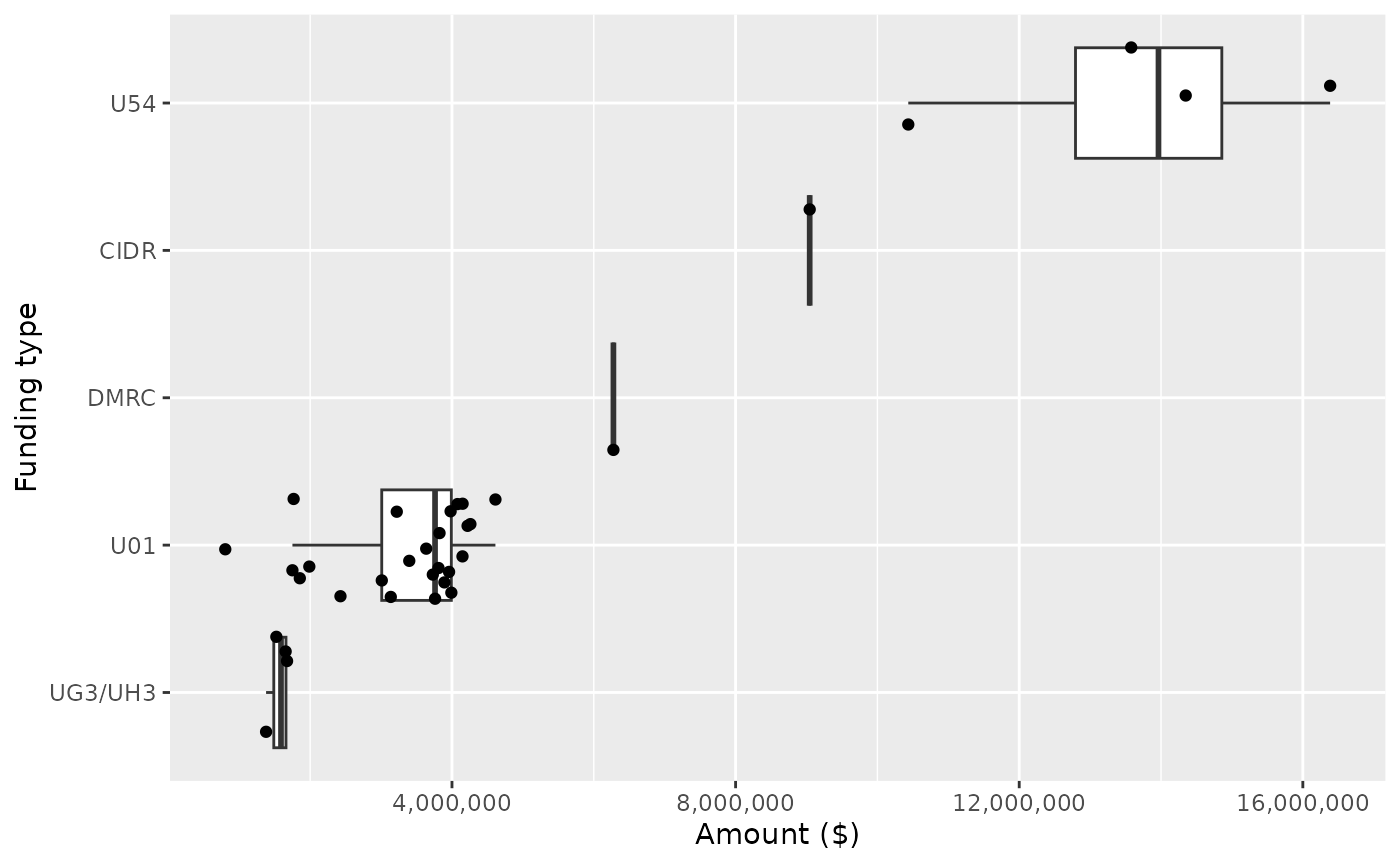 Funding type
U54
CIDR
DMRC
U01
UG3/UH3
4,000,000 8,000,000 12,000,000 16,000,000
Amount ($)